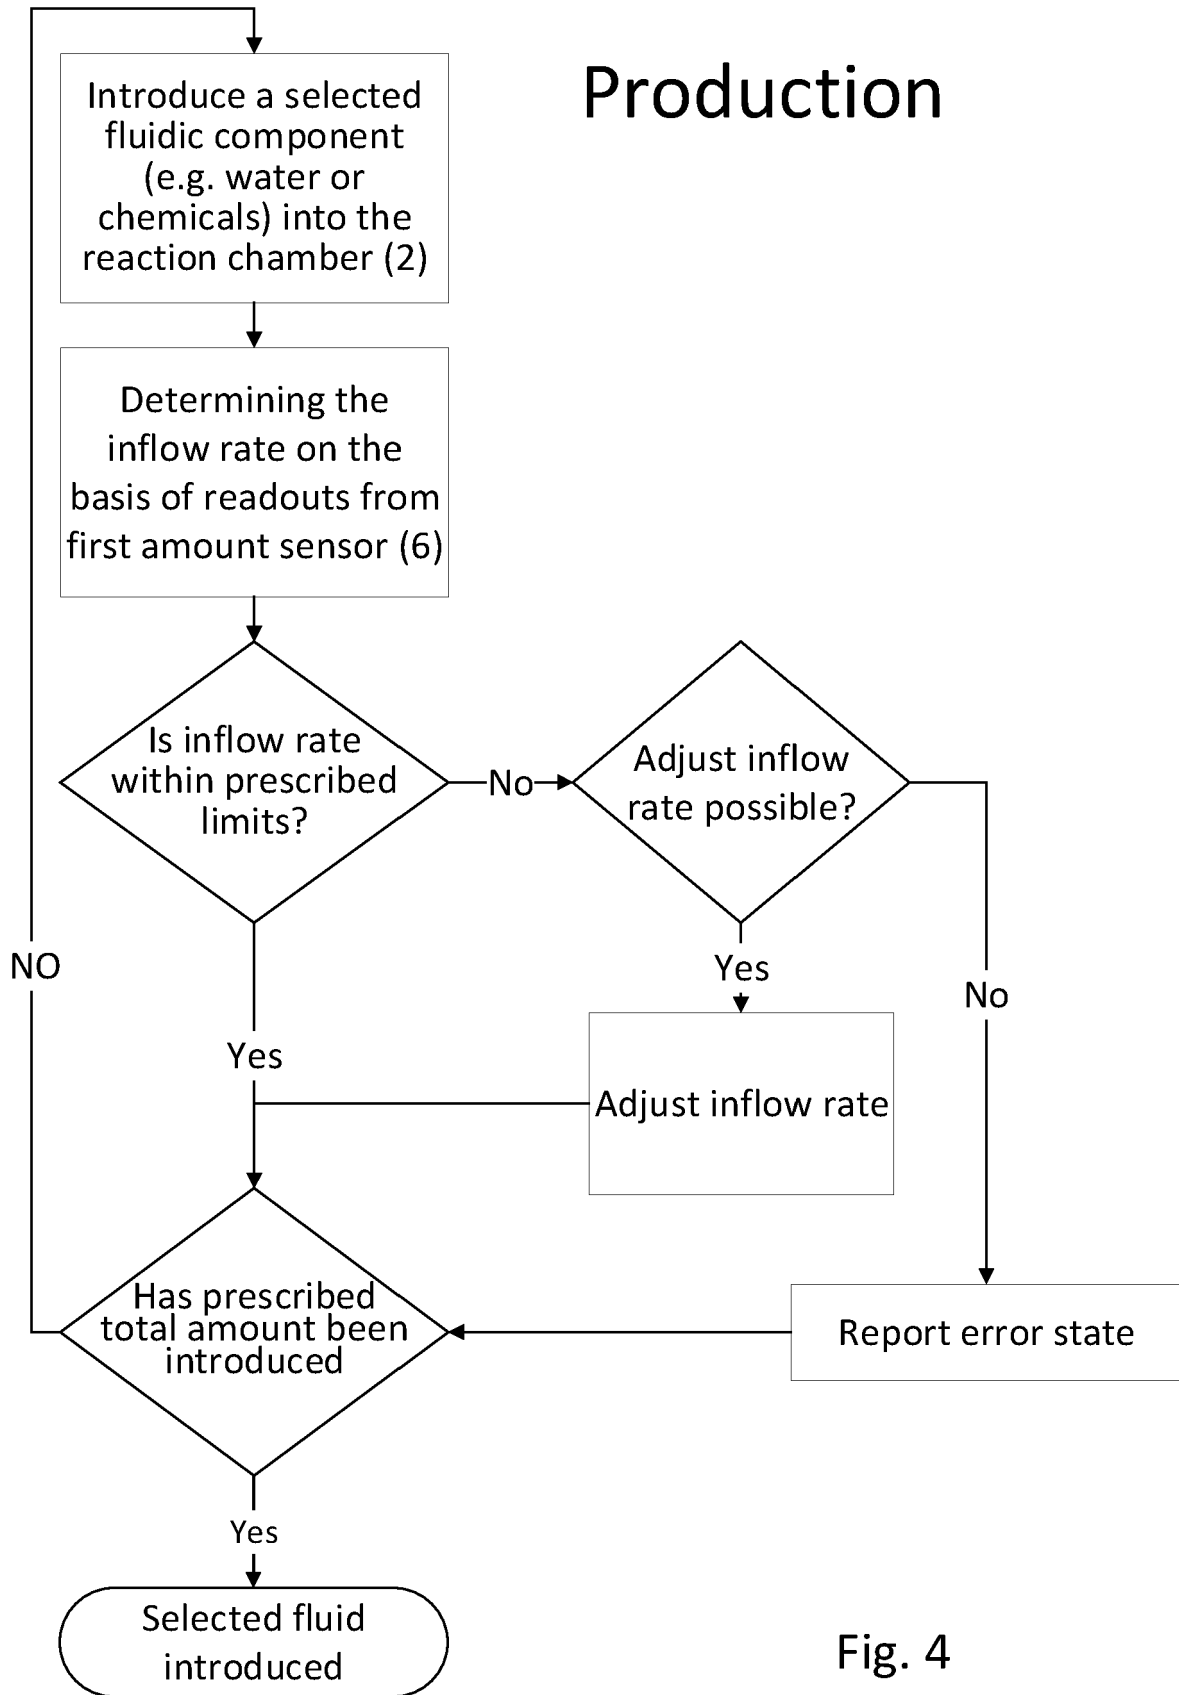 Production
Introduce a selected
fluidic component
(e.g. water or
chemicals) into the
reaction chamber (2)
Determining the
inflow rate on the
basis of readouts from
first amount sensor (6)
Is inflow rate
within prescribed
limits?
No
Adjust inflow
rate possible?
Yes
No
NO
Yes
Adjust inflow rate
Has prescribed
total amount been
introduced
Report error state
Yes
Selected fluid
introduced
Fig. 4